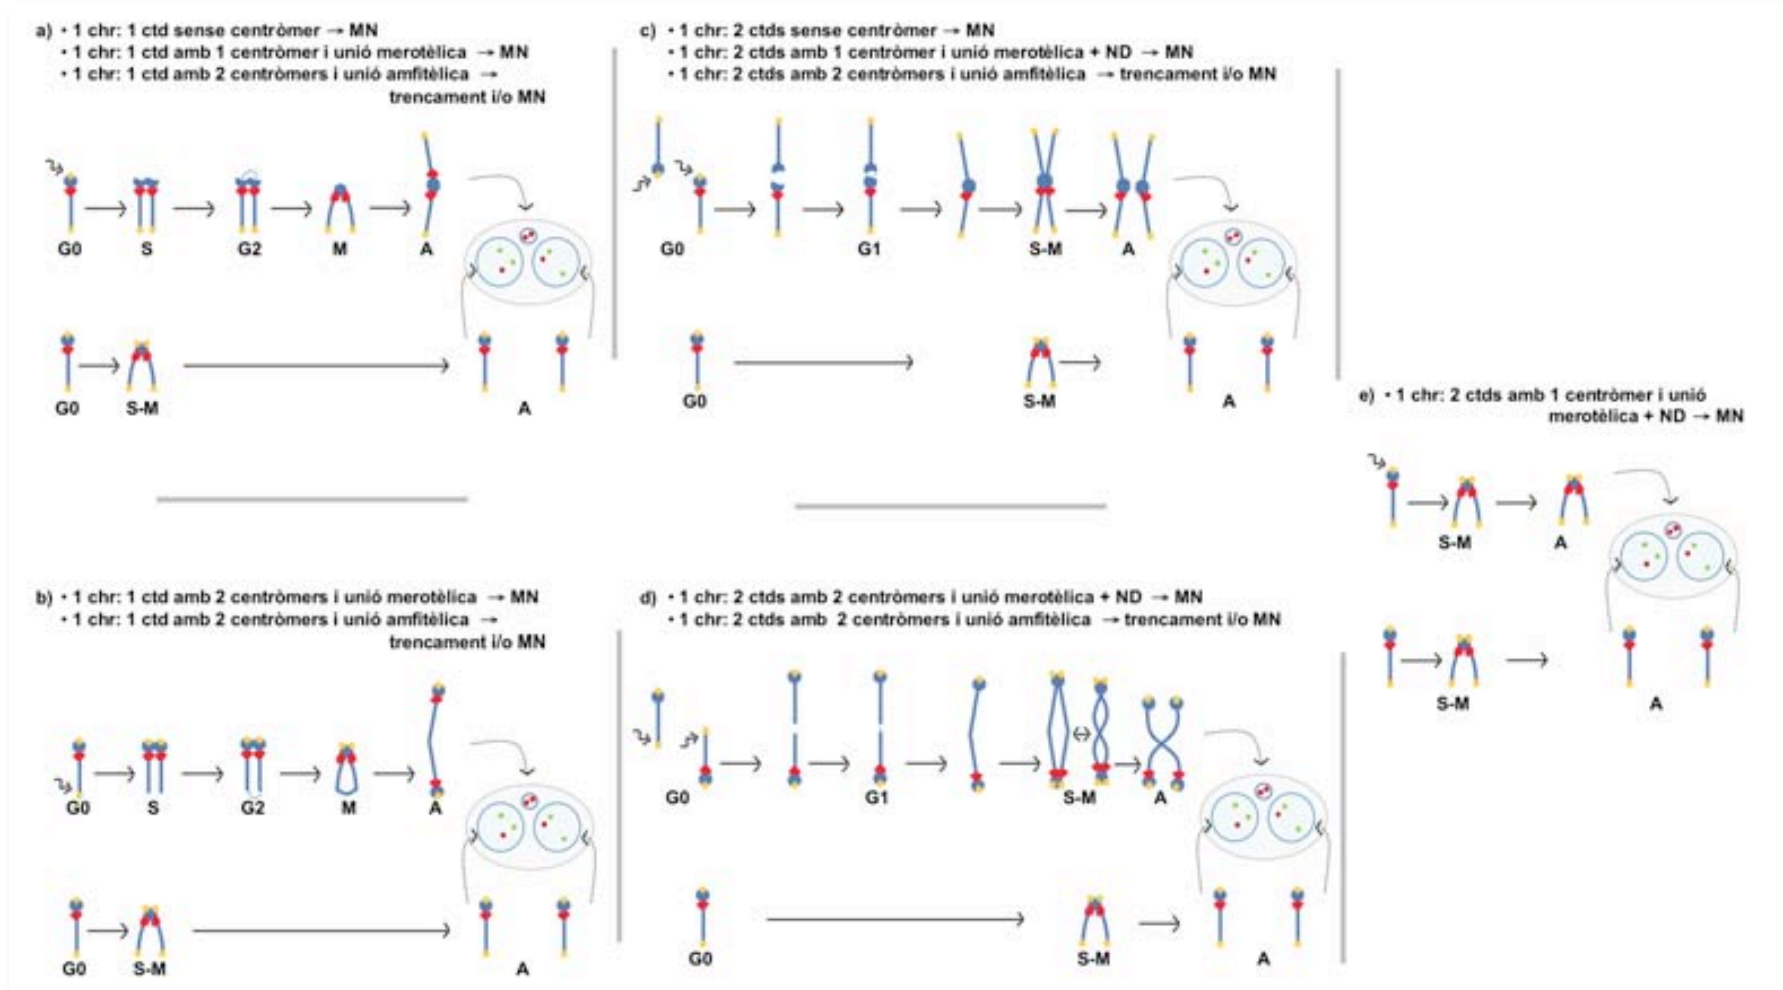 a) • 1 chr: 1 ctd sense centròmer → MN
• 1 chr: 1 ctd amb 1 centròmer i unió merotèlica → MN
• 1 chr: 1 ctd amb 2 centròmers i unió amfitèlica →
trencament i/o MN
G0 S G2 M A
G0 S-M A
b) • 1 chr: 1 ctd amb 2 centròmers i unió merotèlica → MN
• 1 chr: 1 ctd amb 2 centròmers i unió amfitèlica →
trencament i/o MN
G0 S G2 M A
G0 S-M A
c) • 1 chr: 2 ctds sense centròmer → MN
• 1 chr: 2 ctds amb 1 centròmer i unió merotèlica + ND → MN
• 1 chr: 2 ctds amb 2 centròmers i unió amfitèlica → trencament i/o MN
G0 G1 S-M A
G0 S-M A
d) • 1 chr: 2 ctds amb 2 centròmers i unió merotèlica + ND → MN
• 1 chr: 2 ctds amb 2 centròmers i unió amfitèlica → trencament i/o MN
G0 G1 S-M A
G0 S-M A
e) • 1 chr: 2 ctds amb 1 centròmer i unió
merotèlica + ND → MN
S-M A
S-M A